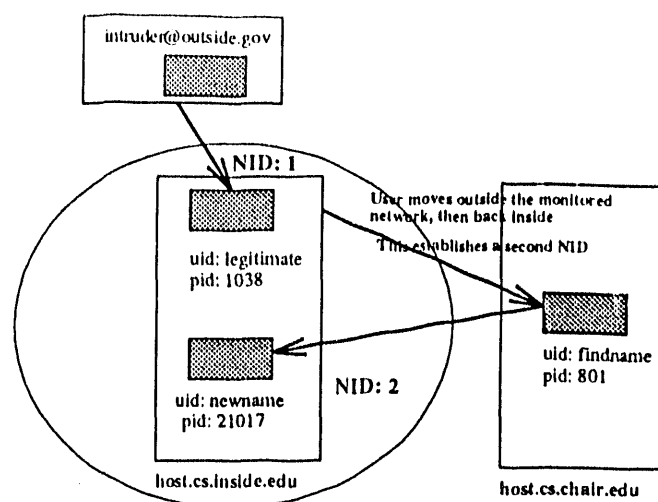 intruder@outside.gov
NID: 1
User moves outside the monitored
network, then back inside
This establishes a second NID
uid: legitimate
pid: 1038
uid: findname
pid: 801
NID: 2
uid: newname
pid: 21017
host.cs.inside.edu
host.cs.chair.edu